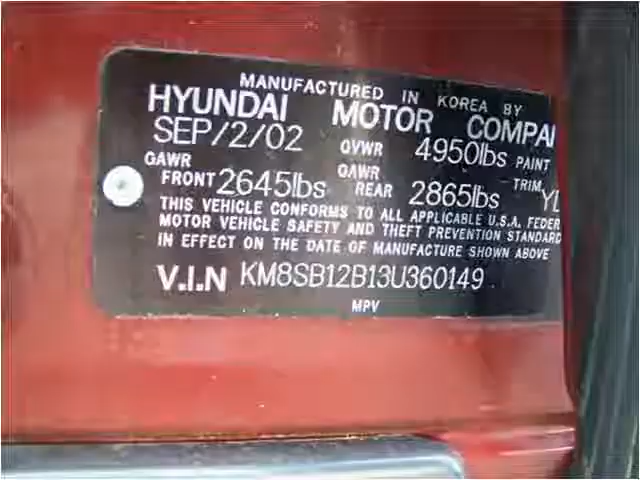 MANUFACTURED IN KOREA BY
HYUNDAI MOTOR COMPA
SEP/2/02 GVWR 4950lbs PAINT
GAWR FRONT 2645lbs GAWR REAR 2865lbs TRIM YL
THIS VEHICLE CONFORMS TO ALL APPLICABLE U.S.A. FEDER
MOTOR VEHICLE SAFETY AND THEFT PREVENTION STANDARD
IN EFFECT ON THE DATE OF MANUFACTURE SHOWN ABOVE
V.I.N KM8SB12B13U360149
MPV